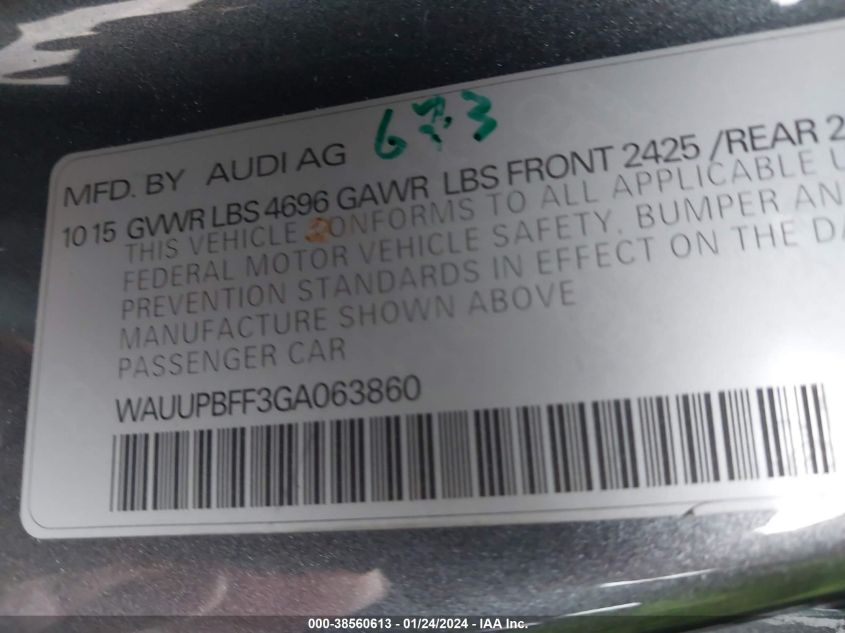 673
MFD. BY AUDI AG
10 15 GVWR LBS 4696 GAWR LBS FRONT 2425 /REAR 2
THIS VEHICLE CONFORMS TO ALL APPLICABLE U
FEDERAL MOTOR VEHICLE SAFETY, BUMPER AN
PREVENTION STANDARDS IN EFFECT ON THE DA
MANUFACTURE SHOWN ABOVE
PASSENGER CAR
WAUUPBFF3GA063860
000-38560613 - 01/24/2024 - IAA Inc.